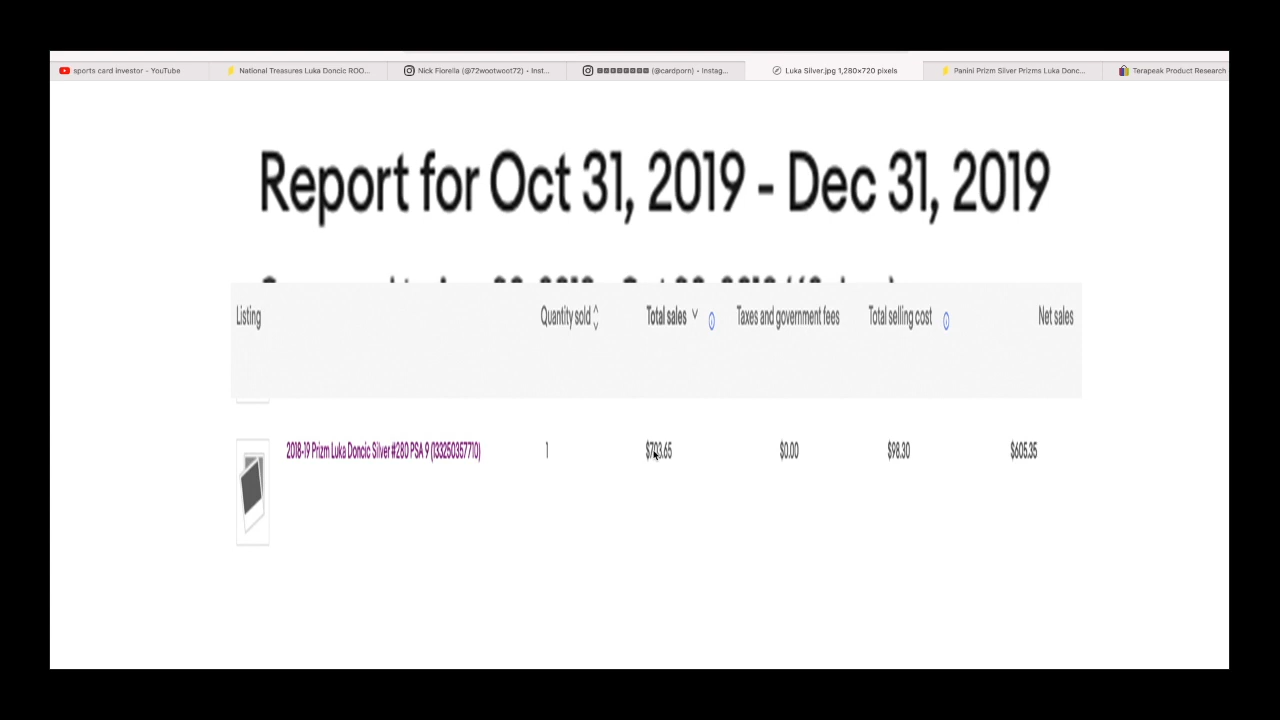 sports card investor - YouTube
National Treasures Luka Doncic ROO...
Nick Fiorella (@72wootwoot72) • Inst...
(@cardporn) • Instag...
Luka Silver.jpg 1,280×720 pixels
Panini Prizm Silver Prizms Luka Donc...
Terapeak Product Research
Report for Oct 31, 2019 - Dec 31, 2019
Listing Quantity sold Total sales Taxes and government fees Total selling cost Net sales
2018-19 Prizm Luka Doncic Silver #280 PSA 9 (133250357710) 1 $703.65 $0.00 $98.30 $605.35